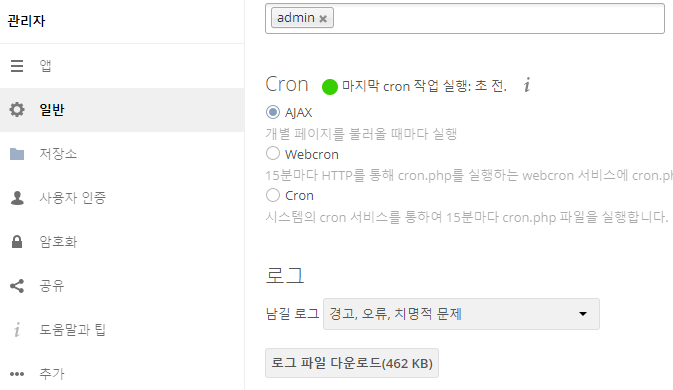 관리자
앱
일반
저장소
사용자 인증
암호화
공유
도움말과 팁
추가
admin
Cron 마지막 cron 작업 실행: 초 전.
AJAX
개별 페이지를 불러올 때마다 실행
Webcron
15분마다 HTTP를 통해 cron.php를 실행하는 webcron 서비스에 cron.ph
Cron
시스템의 cron 서비스를 통하여 15분마다 cron.php 파일을 실행합니다.
로그
남길 로그 경고, 오류, 치명적 문제
로그 파일 다운로드(462 KB)